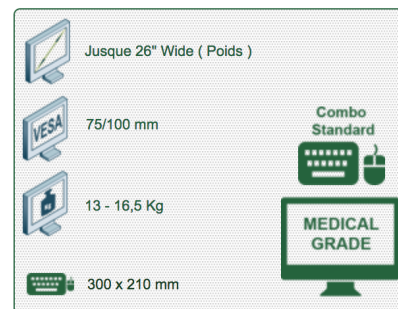 Jusque 26" Wide ( Poids )
VESA
75/100 mm
Combo
Standard
KG
13 - 16,5 Kg
MEDICAL
GRADE
300 x 210 mm